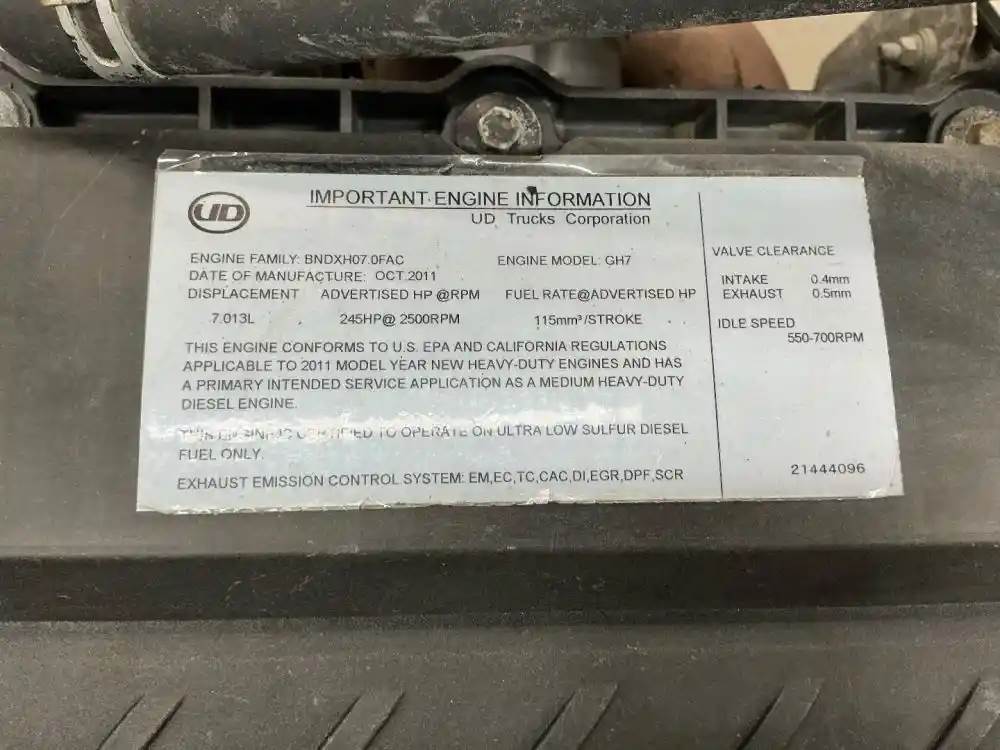 UD
IMPORTANT ENGINE INFORMATION
UD Trucks Corporation
ENGINE FAMILY: BNDXH07.0FAC ENGINE MODEL: GH7
DATE OF MANUFACTURE: OCT.2011
DISPLACEMENT ADVERTISED HP @RPM FUEL RATE@ADVERTISED HP
7.013L 245HP@ 2500RPM 115mm³/STROKE
THIS ENGINE CONFORMS TO U.S. EPA AND CALIFORNIA REGULATIONS
APPLICABLE TO 2011 MODEL YEAR NEW HEAVY-DUTY ENGINES AND HAS
A PRIMARY INTENDED SERVICE APPLICATION AS A MEDIUM HEAVY-DUTY
DIESEL ENGINE.
THIS ENGINE IS CERTIFIED TO OPERATE ON ULTRA LOW SULFUR DIESEL
FUEL ONLY.
EXHAUST EMISSION CONTROL SYSTEM: EM,EC,TC,CAC,DI,EGR,DPF,SCR
VALVE CLEARANCE
INTAKE 0.4mm
EXHAUST 0.5mm
IDLE SPEED
550-700RPM
21444096